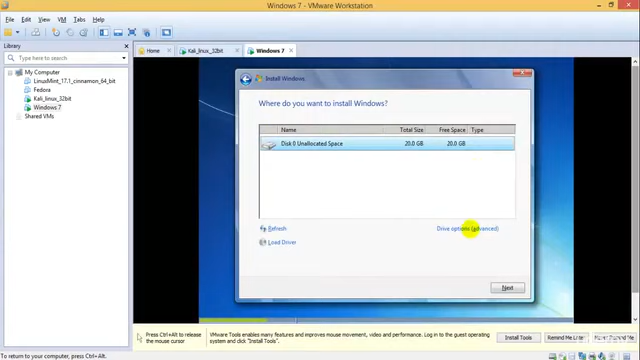 Windows 7 - VMware Workstation
File Edit View VM Tabs Help
Library
Type here to search
My Computer
LinuxMint_17.1_cinnamon_64_bit
Fedora
Kali_linux_32bit
Windows 7
Shared VMs
Home Kali_linux_32bit Windows 7
Install Windows
Where do you want to install Windows?
Name Total Size Free Space Type
Disk 0 Unallocated Space 20.0 GB 20.0 GB
Refresh Drive options (advanced)
Load Driver
Next
Press Ctrl+Alt to release
the mouse cursor
VMware Tools enables many features and improves mouse movement, video and performance. Log in to the guest operating
system and click "Install Tools".
Install Tools Remind Me Later Never Remind Me
To return to your computer, press Ctrl+Alt.